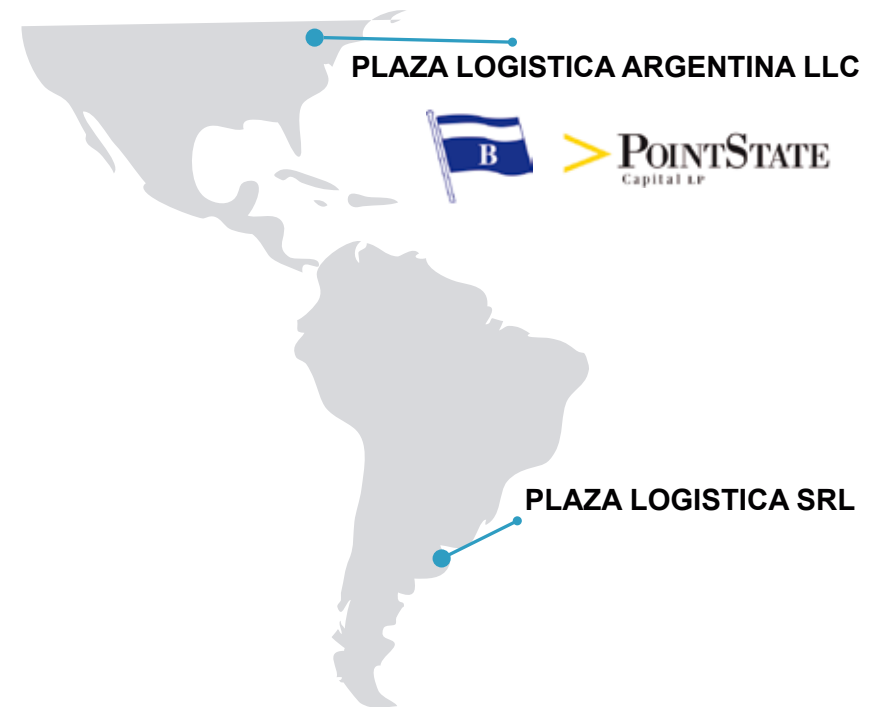 PLAZA LOGISTICA ARGENTINA LLC
B
POINTSTATE
Capital LP
PLAZA LOGISTICA SRL